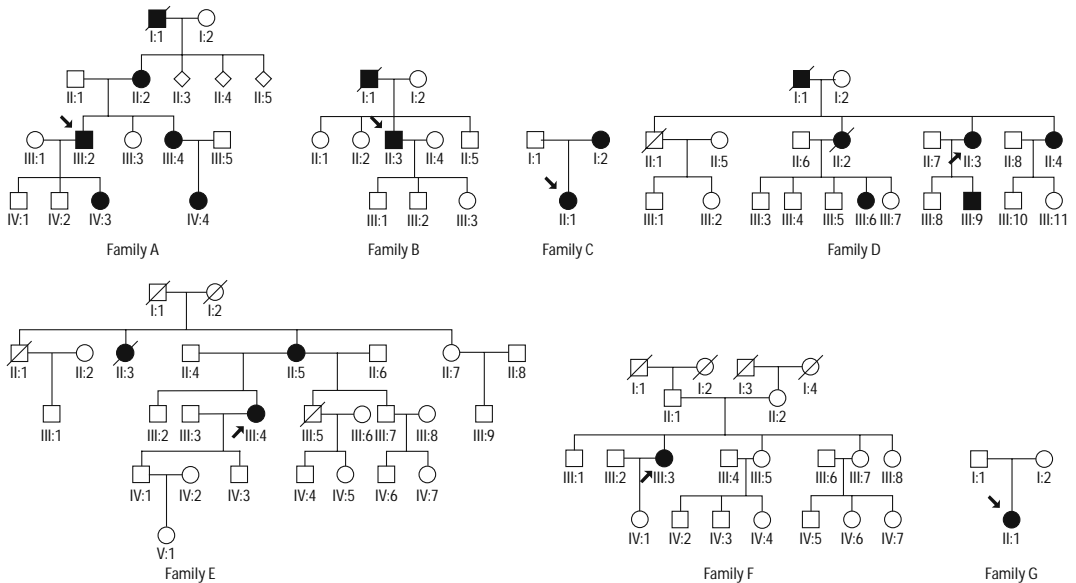 I:1 I:2
II:1 II:2 II:3 II:4 II:5
III:1 III:2 III:3 III:4 III:5
IV:1 IV:2 IV:3 IV:4
Family A
I:1 I:2
II:1 II:2 II:3 II:4 II:5
III:1 III:2 III:3
Family B
I:1 I:2
II:1
Family C
I:1 I:2
II:1 II:5 II:6 II:2 II:7 II:3 II:8 II:4
III:1 III:2 III:3 III:4 III:5 III:6 III:7 III:8 III:9 III:10 III:11
Family D
I:1 I:2
II:1 II:2 II:3 II:4 II:5 II:6 II:7 II:8
III:1 III:2 III:3 III:4 III:5 III:6 III:7 III:8 III:9
IV:1 IV:2 IV:3 IV:4 IV:5 IV:6 IV:7
V:1
Family E
I:1 I:2 I:3 I:4
II:1 II:2
III:1 III:2 III:3 III:4 III:5 III:6 III:7 III:8
IV:1 IV:2 IV:3 IV:4 IV:5 IV:6 IV:7
Family F
I:1 I:2
II:1
Family G